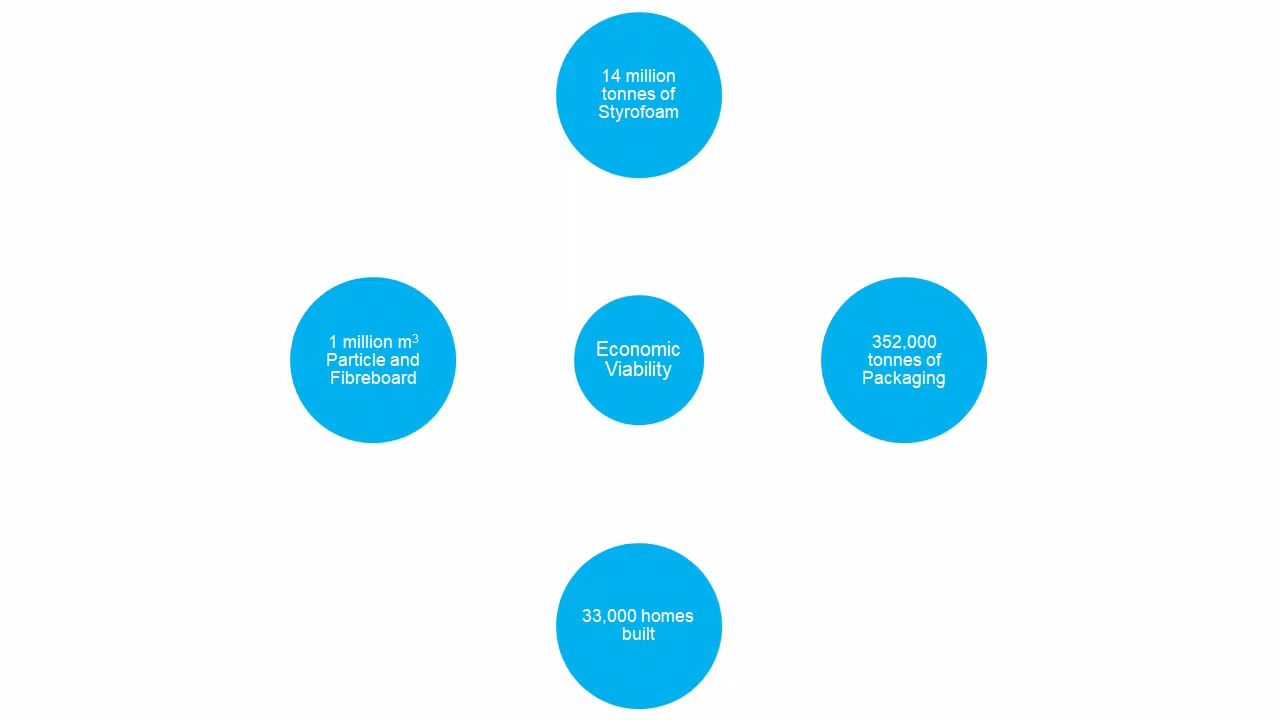 14 million
tonnes of
Styrofoam
1 million m³
Particle and
Fibreboard
Economic
Viability
352,000
tonnes of
Packaging
33,000 homes
built